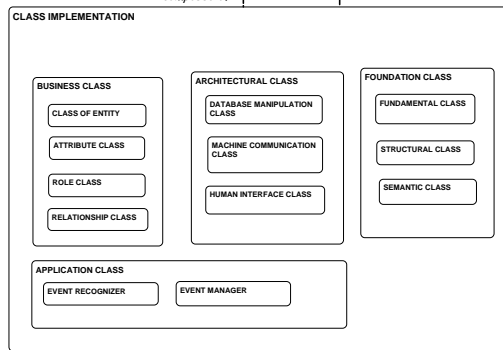 CLASS IMPLEMENTATION
BUSINESS CLASS
CLASS OF ENTITY
ATTRIBUTE CLASS
ROLE CLASS
RELATIONSHIP CLASS
ARCHITECTURAL CLASS
DATABASE MANIPULATION
CLASS
MACHINE COMMUNICATION
CLASS
HUMAN INTERFACE CLASS
FOUNDATION CLASS
FUNDAMENTAL CLASS
STRUCTURAL CLASS
SEMANTIC CLASS
APPLICATION CLASS
EVENT RECOGNIZER
EVENT MANAGER